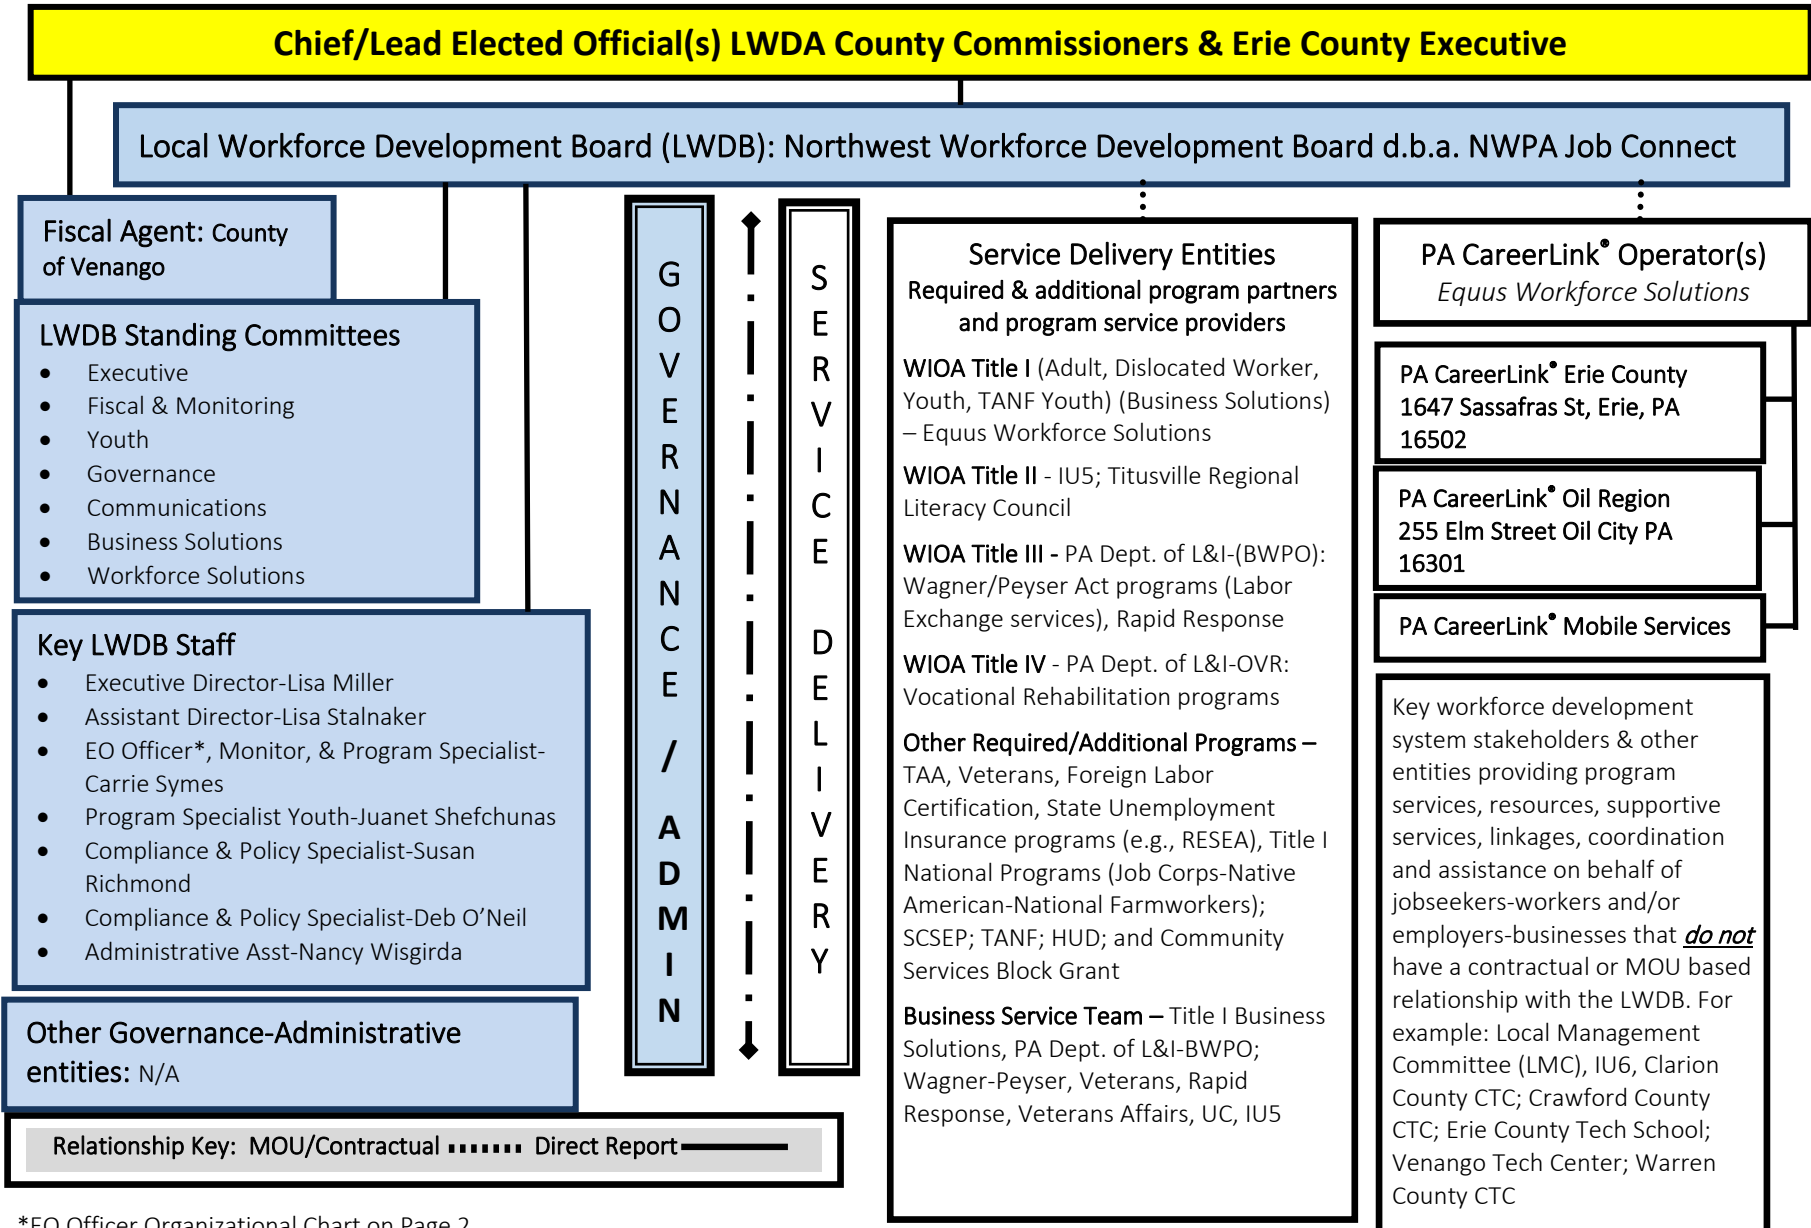 Chief/Lead Elected Official(s) LWDA County Commissioners & Erie County Executive
Local Workforce Development Board (LWDB): Northwest Workforce Development Board d.b.a. NWPA Job Connect
Fiscal Agent: County
of Venango
LWDB Standing Committees
• Executive
• Fiscal & Monitoring
• Youth
• Governance
• Communications
• Business Solutions
• Workforce Solutions
Key LWDB Staff
• Executive Director-Lisa Miller
• Assistant Director-Lisa Stalnaker
• EO Officer*, Monitor, & Program Specialist-
Carrie Symes
• Program Specialist Youth-Juanet Shefchunas
• Compliance & Policy Specialist-Susan
Richmond
• Compliance & Policy Specialist-Deb O’Neil
• Administrative Asst-Nancy Wisgirda
Other Governance-Administrative
entities: N/A
Relationship Key: MOU/Contractual Direct Report
*EO Officer Organizational Chart on Page 2
GOVERNANCE / ADMIN
SERVICE DELIVERY
Service Delivery Entities
Required & additional program partners
and program service providers
WIOA Title I (Adult, Dislocated Worker,
Youth, TANF Youth) (Business Solutions)
– Equus Workforce Solutions
WIOA Title II - IU5; Titusville Regional
Literacy Council
WIOA Title III - PA Dept. of L&I-(BWPO):
Wagner/Peyser Act programs (Labor
Exchange services), Rapid Response
WIOA Title IV - PA Dept. of L&I-OVR:
Vocational Rehabilitation programs
Other Required/Additional Programs –
TAA, Veterans, Foreign Labor
Certification, State Unemployment
Insurance programs (e.g., RESEA), Title I
National Programs (Job Corps-Native
American-National Farmworkers);
SCSEP; TANF; HUD; and Community
Services Block Grant
Business Service Team – Title I Business
Solutions, PA Dept. of L&I-BWPO;
Wagner-Peyser, Veterans, Rapid
Response, Veterans Affairs, UC, IU5
PA CareerLink® Operator(s)
Equus Workforce Solutions
PA CareerLink® Erie County
1647 Sassafras St, Erie, PA
16502
PA CareerLink® Oil Region
255 Elm Street Oil City PA
16301
PA CareerLink® Mobile Services
Key workforce development
system stakeholders & other
entities providing program
services, resources, supportive
services, linkages, coordination
and assistance on behalf of
jobseekers-workers and/or
employers-businesses that do not
have a contractual or MOU based
relationship with the LWDB. For
example: Local Management
Committee (LMC), IU6, Clarion
County CTC; Crawford County
CTC; Erie County Tech School;
Venango Tech Center; Warren
County CTC